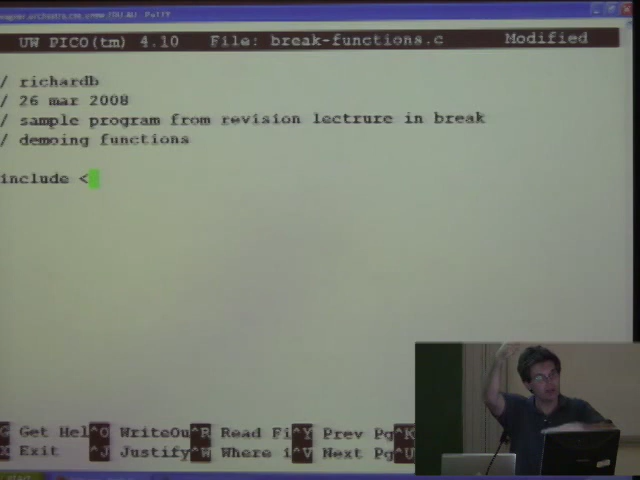 UW PICO(tm) 4.10 File: break-functions.c Modified
/ richardb
/ 26 mar 2008
/ sample program from revision lectrure in break
/ demoing functions
include <
G Get Hel^O WriteOu^R Read Fi^Y Prev Pg^K
X Exit ^J Justify^W Where i^V Next Pg^U